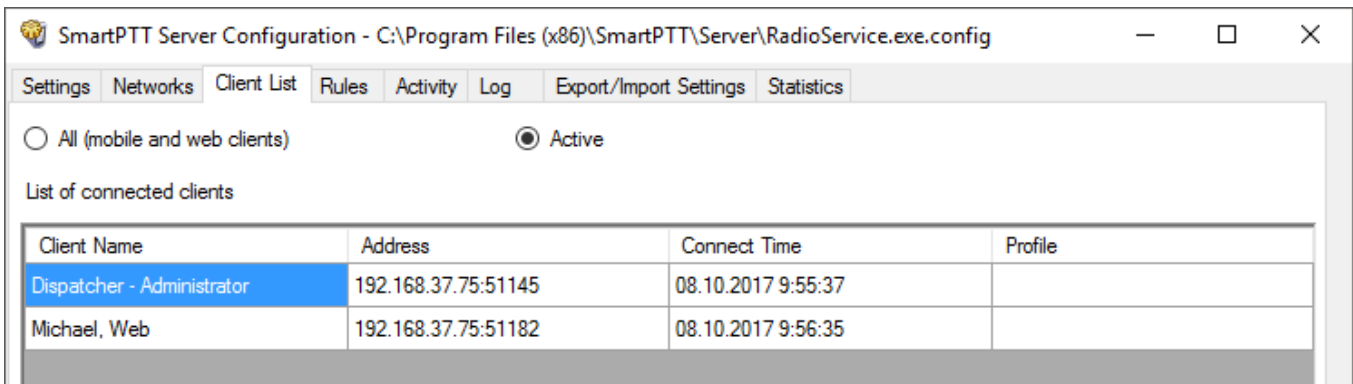 SmartPTT Server Configuration - C:\Program Files (x86)\SmartPTT\Server\RadioService.exe.config
Settings Networks Client List Rules Activity Log Export/Import Settings Statistics
All (mobile and web clients) Active
List of connected clients
Client Name Address Connect Time Profile
Dispatcher - Administrator 192.168.37.75:51145 08.10.2017 9:55:37
Michael, Web 192.168.37.75:51182 08.10.2017 9:56:35